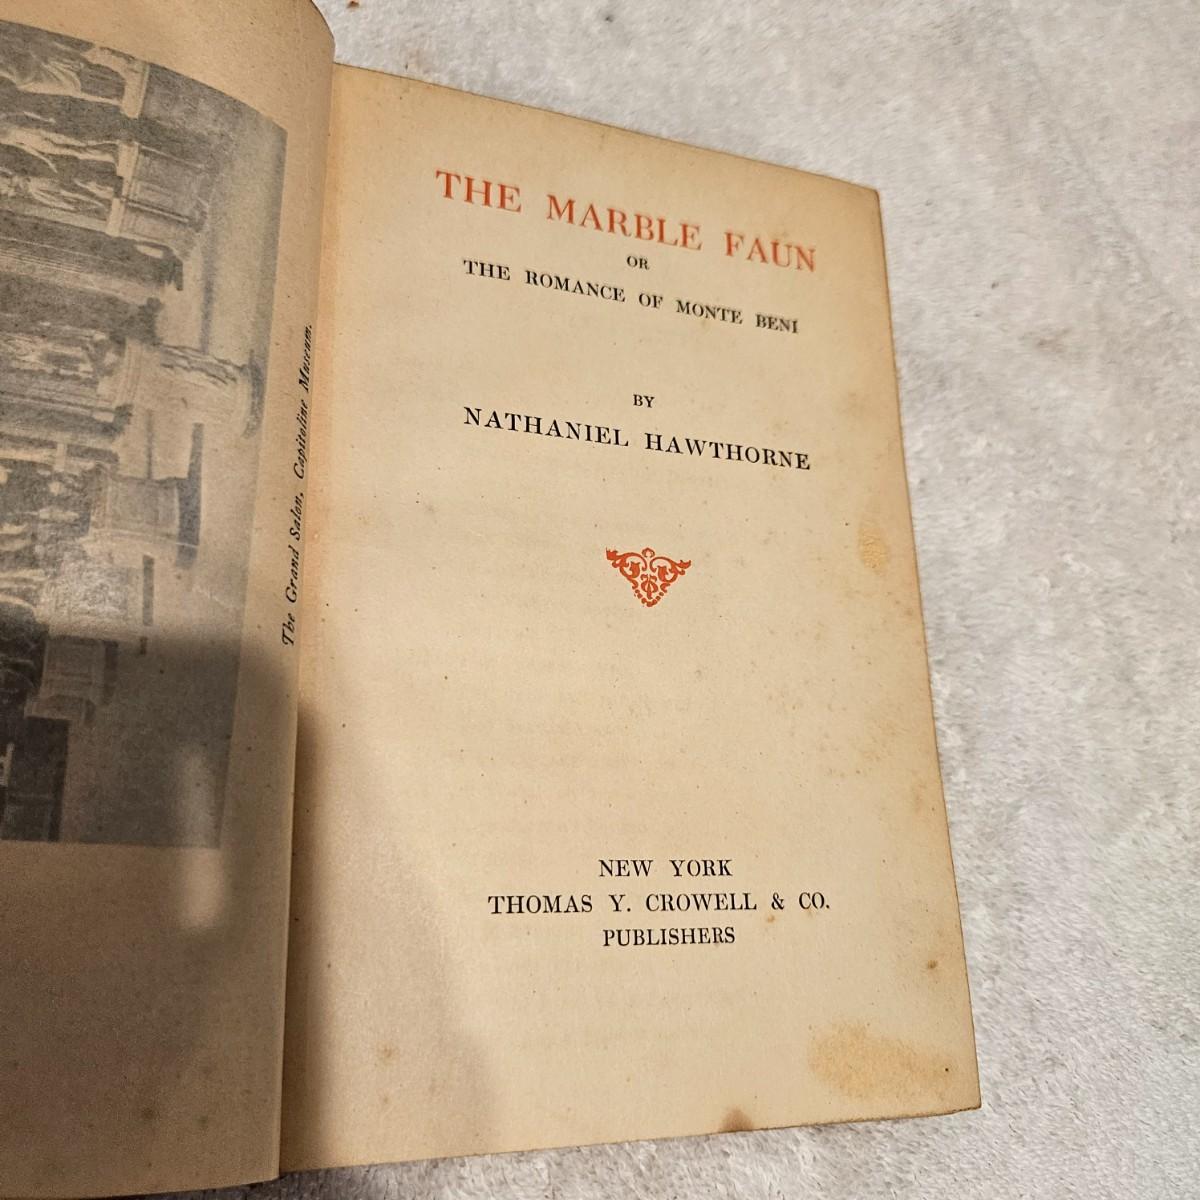 The Grand Salon, Capitoline Museum.
THE MARBLE FAUN
OR
THE ROMANCE OF MONTE BENI
BY
NATHANIEL HAWTHORNE
NEW YORK
THOMAS Y. CROWELL & CO.
PUBLISHERS